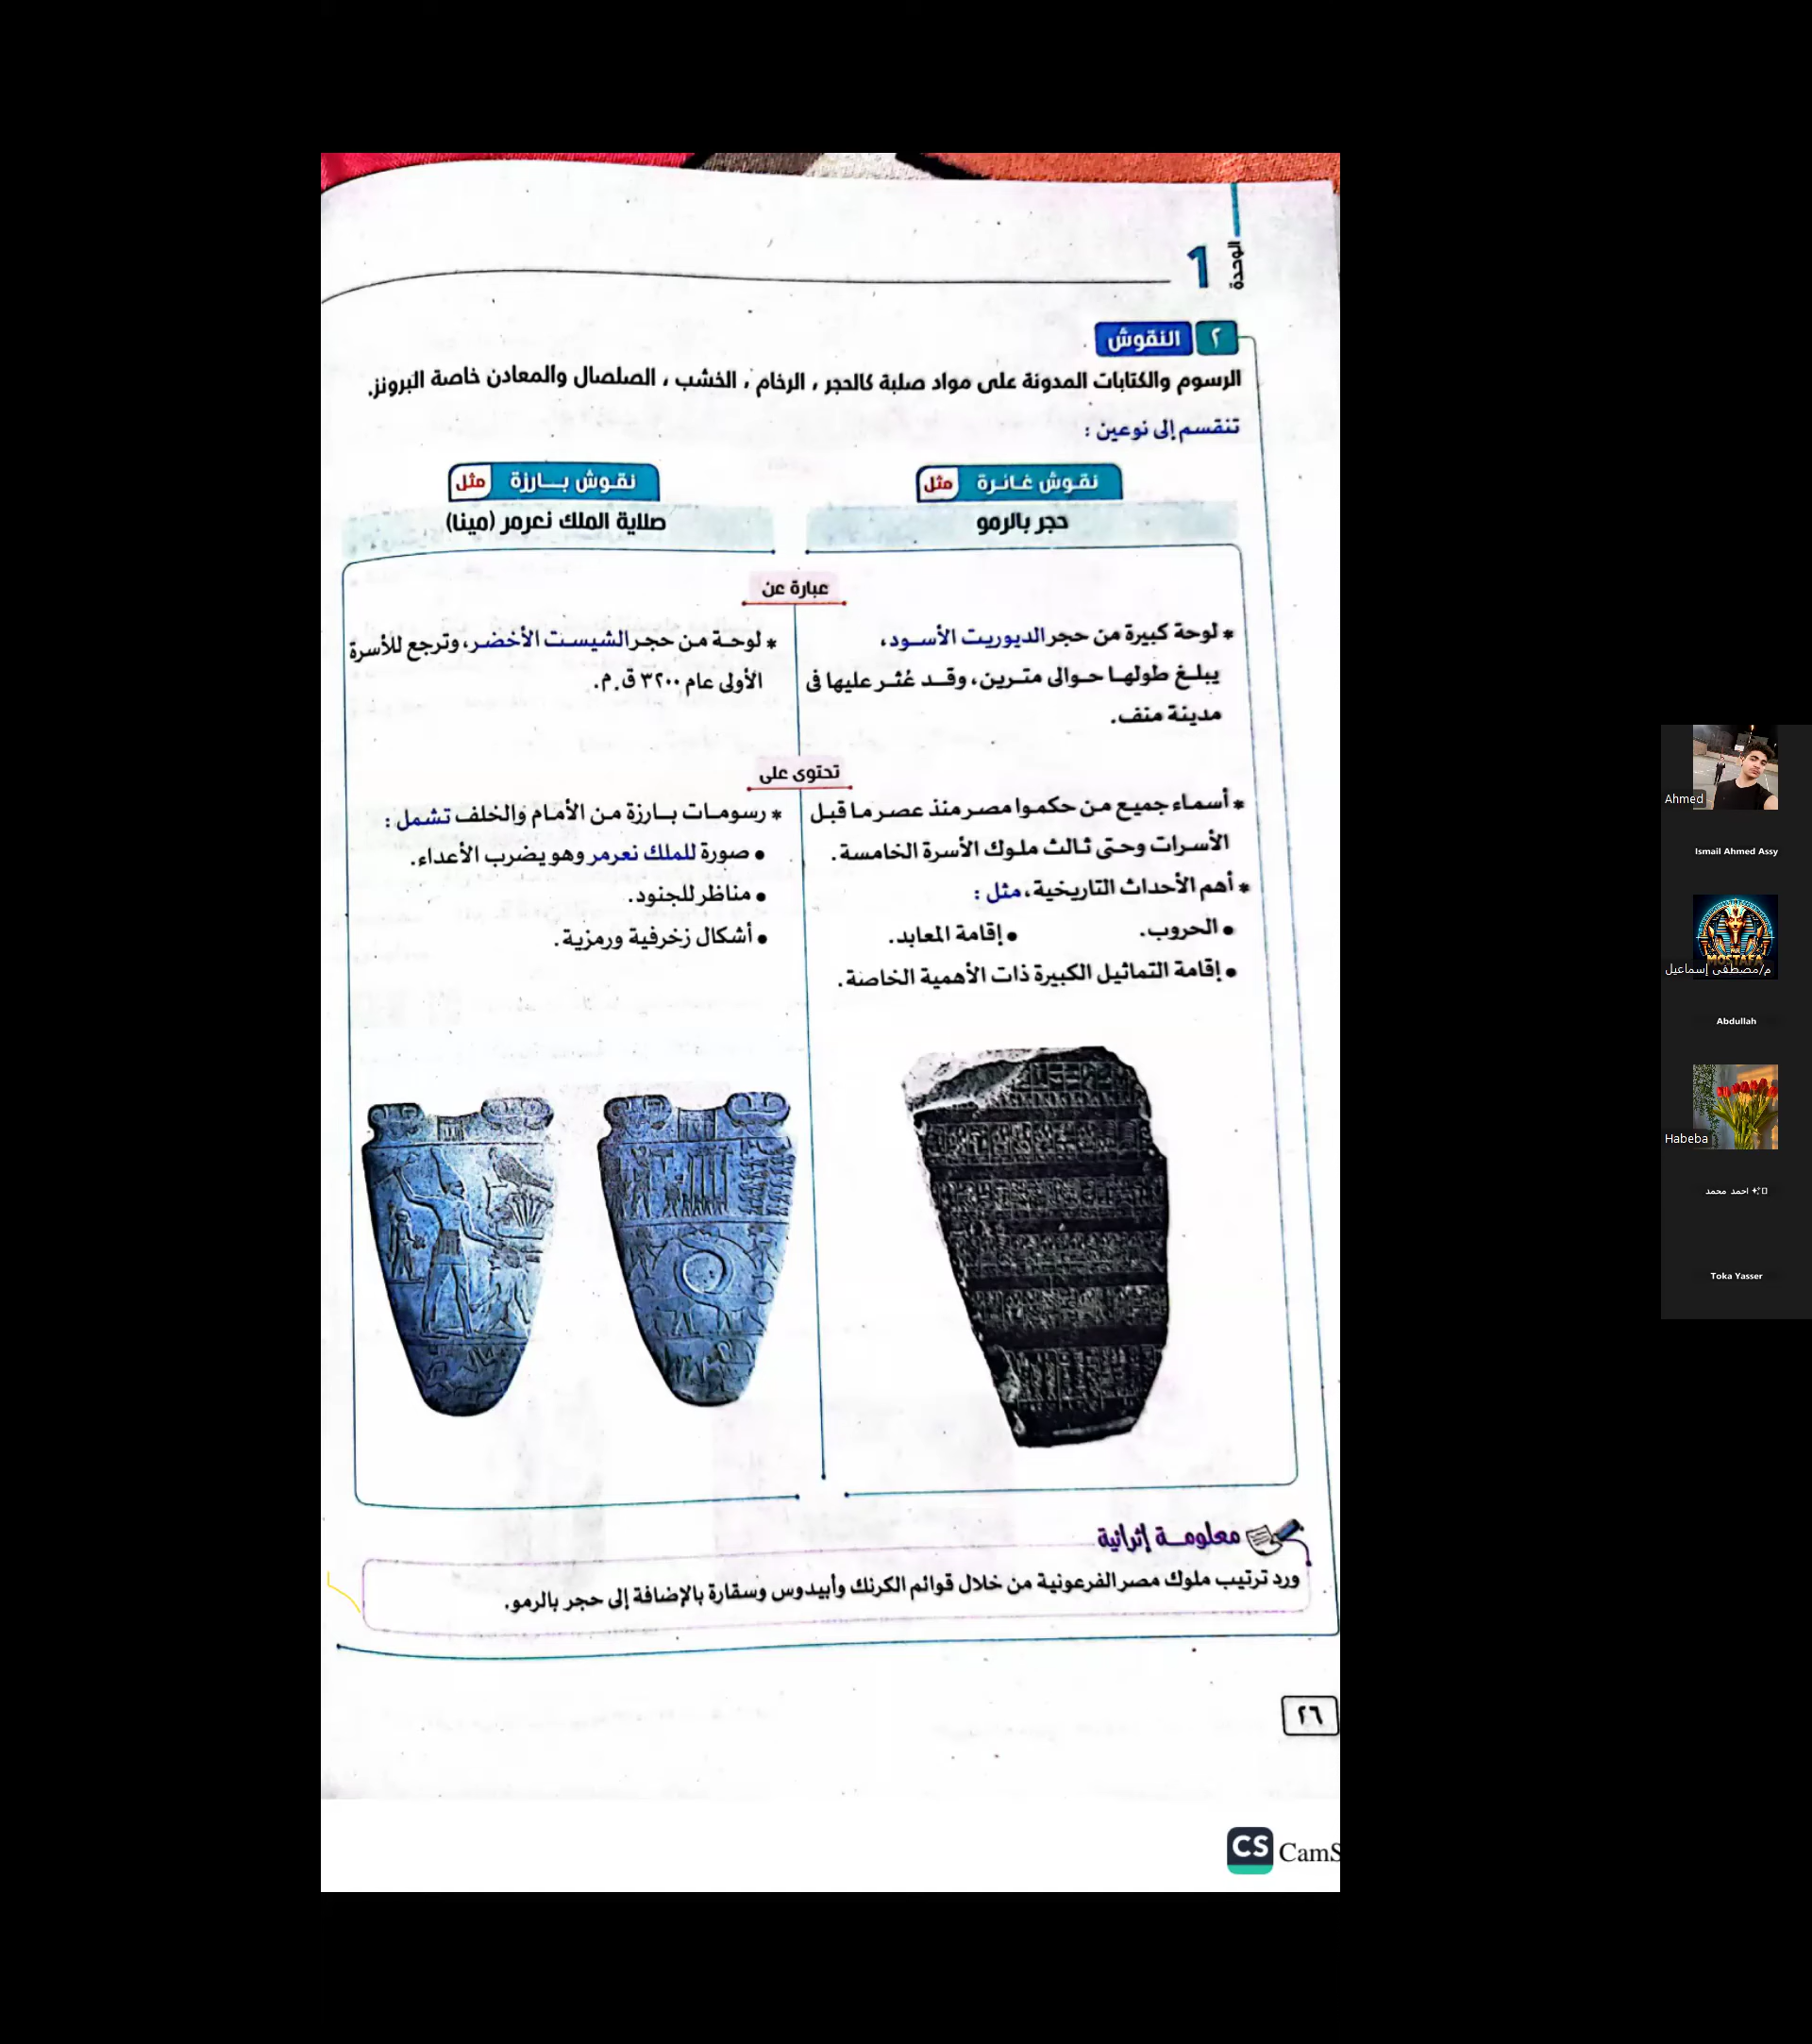 الوحدة
1
٢ النقوش
الرسوم والكتابات المدونة على مواد صلبة كالحجر ، الرخام ، الخشب ، الصلصال والمعادن خاصة البرونز.
تنقسم إلى نوعين :
نقوش غائرة مثل
حجر بالرمو
نقوش بارزة مثل
صلاية الملك نعرمر (مينا)
عبارة عن
* لوحة كبيرة من حجر الديوريت الأسود،
يبلغ طولها حوالى مترين، وقد عُثر عليها فى
مدينة منف.
* لوحة من حجر الشيست الأخضر، وترجع للأسرة
الأولى عام ٣٢٠٠ ق.م.
تحتوى على
* أسماء جميع من حكموا مصر منذ عصر ما قبل
الأسرات وحتى ثالث ملوك الأسرة الخامسة.
* أهم الأحداث التاريخية، مثل :
• الحروب. • إقامة المعابد.
• إقامة التماثيل الكبيرة ذات الأهمية الخاصة.
* رسومات بارزة من الأمام والخلف تشمل :
• صورة للملك نعرمر وهو يضرب الأعداء.
• مناظر للجنود.
• أشكال زخرفية ورمزية.
معلومة إثرائية
ورد ترتيب ملوك مصر الفرعونية من خلال قوائم الكرنك وأبيدوس وسقارة بالإضافة إلى حجر بالرمو.
٢٦
CS CamS
Ahmed
Ismail Ahmed Assy
MOSTAFA
م/مصطفى إسماعيل
Abdullah
Habeba
احمد محمد
Toka Yasser